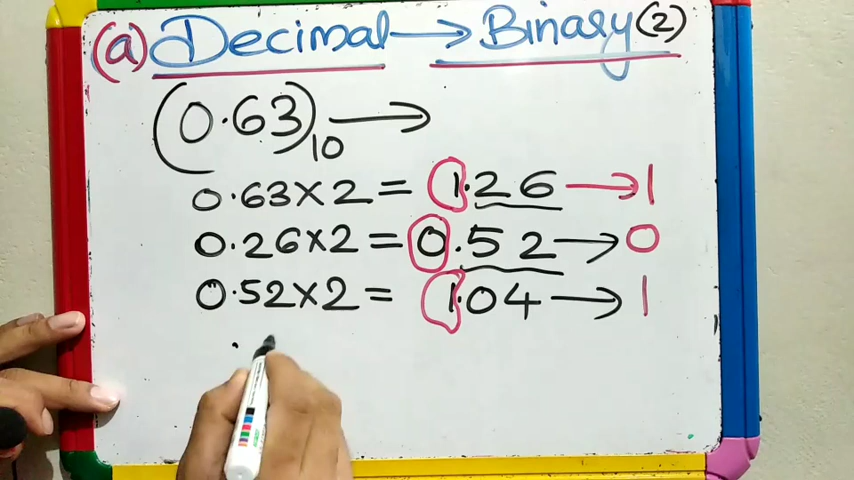 (a) Decimal → Binary (2)
(0.63)10 →
0.63×2 = 1.26 → 1
0.26×2 = 0.52 → 0
0.52×2 = 1.04 → 1
.